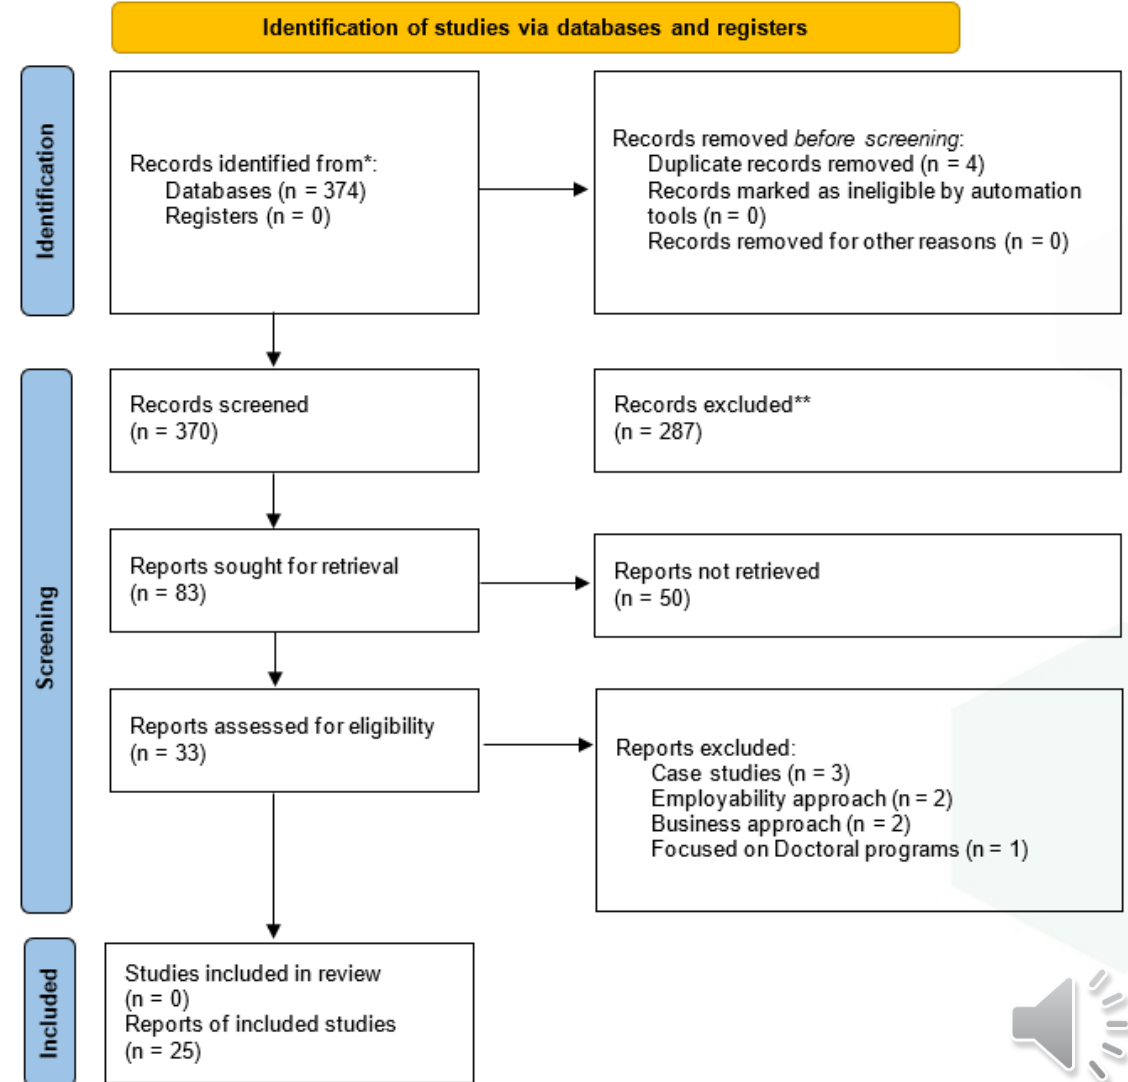 Identification of studies via databases and registers
Identification
Records identified from*:
Databases (n = 374)
Registers (n = 0)
Records removed before screening:
Duplicate records removed (n = 4)
Records marked as ineligible by automation
tools (n = 0)
Records removed for other reasons (n = 0)
Screening
Records screened
(n = 370)
Records excluded**
(n = 287)
Reports sought for retrieval
(n = 83)
Reports not retrieved
(n = 50)
Reports assessed for eligibility
(n = 33)
Reports excluded:
Case studies (n = 3)
Employability approach (n = 2)
Business approach (n = 2)
Focused on Doctoral programs (n = 1)
Included
Studies included in review
(n = 0)
Reports of included studies
(n = 25)